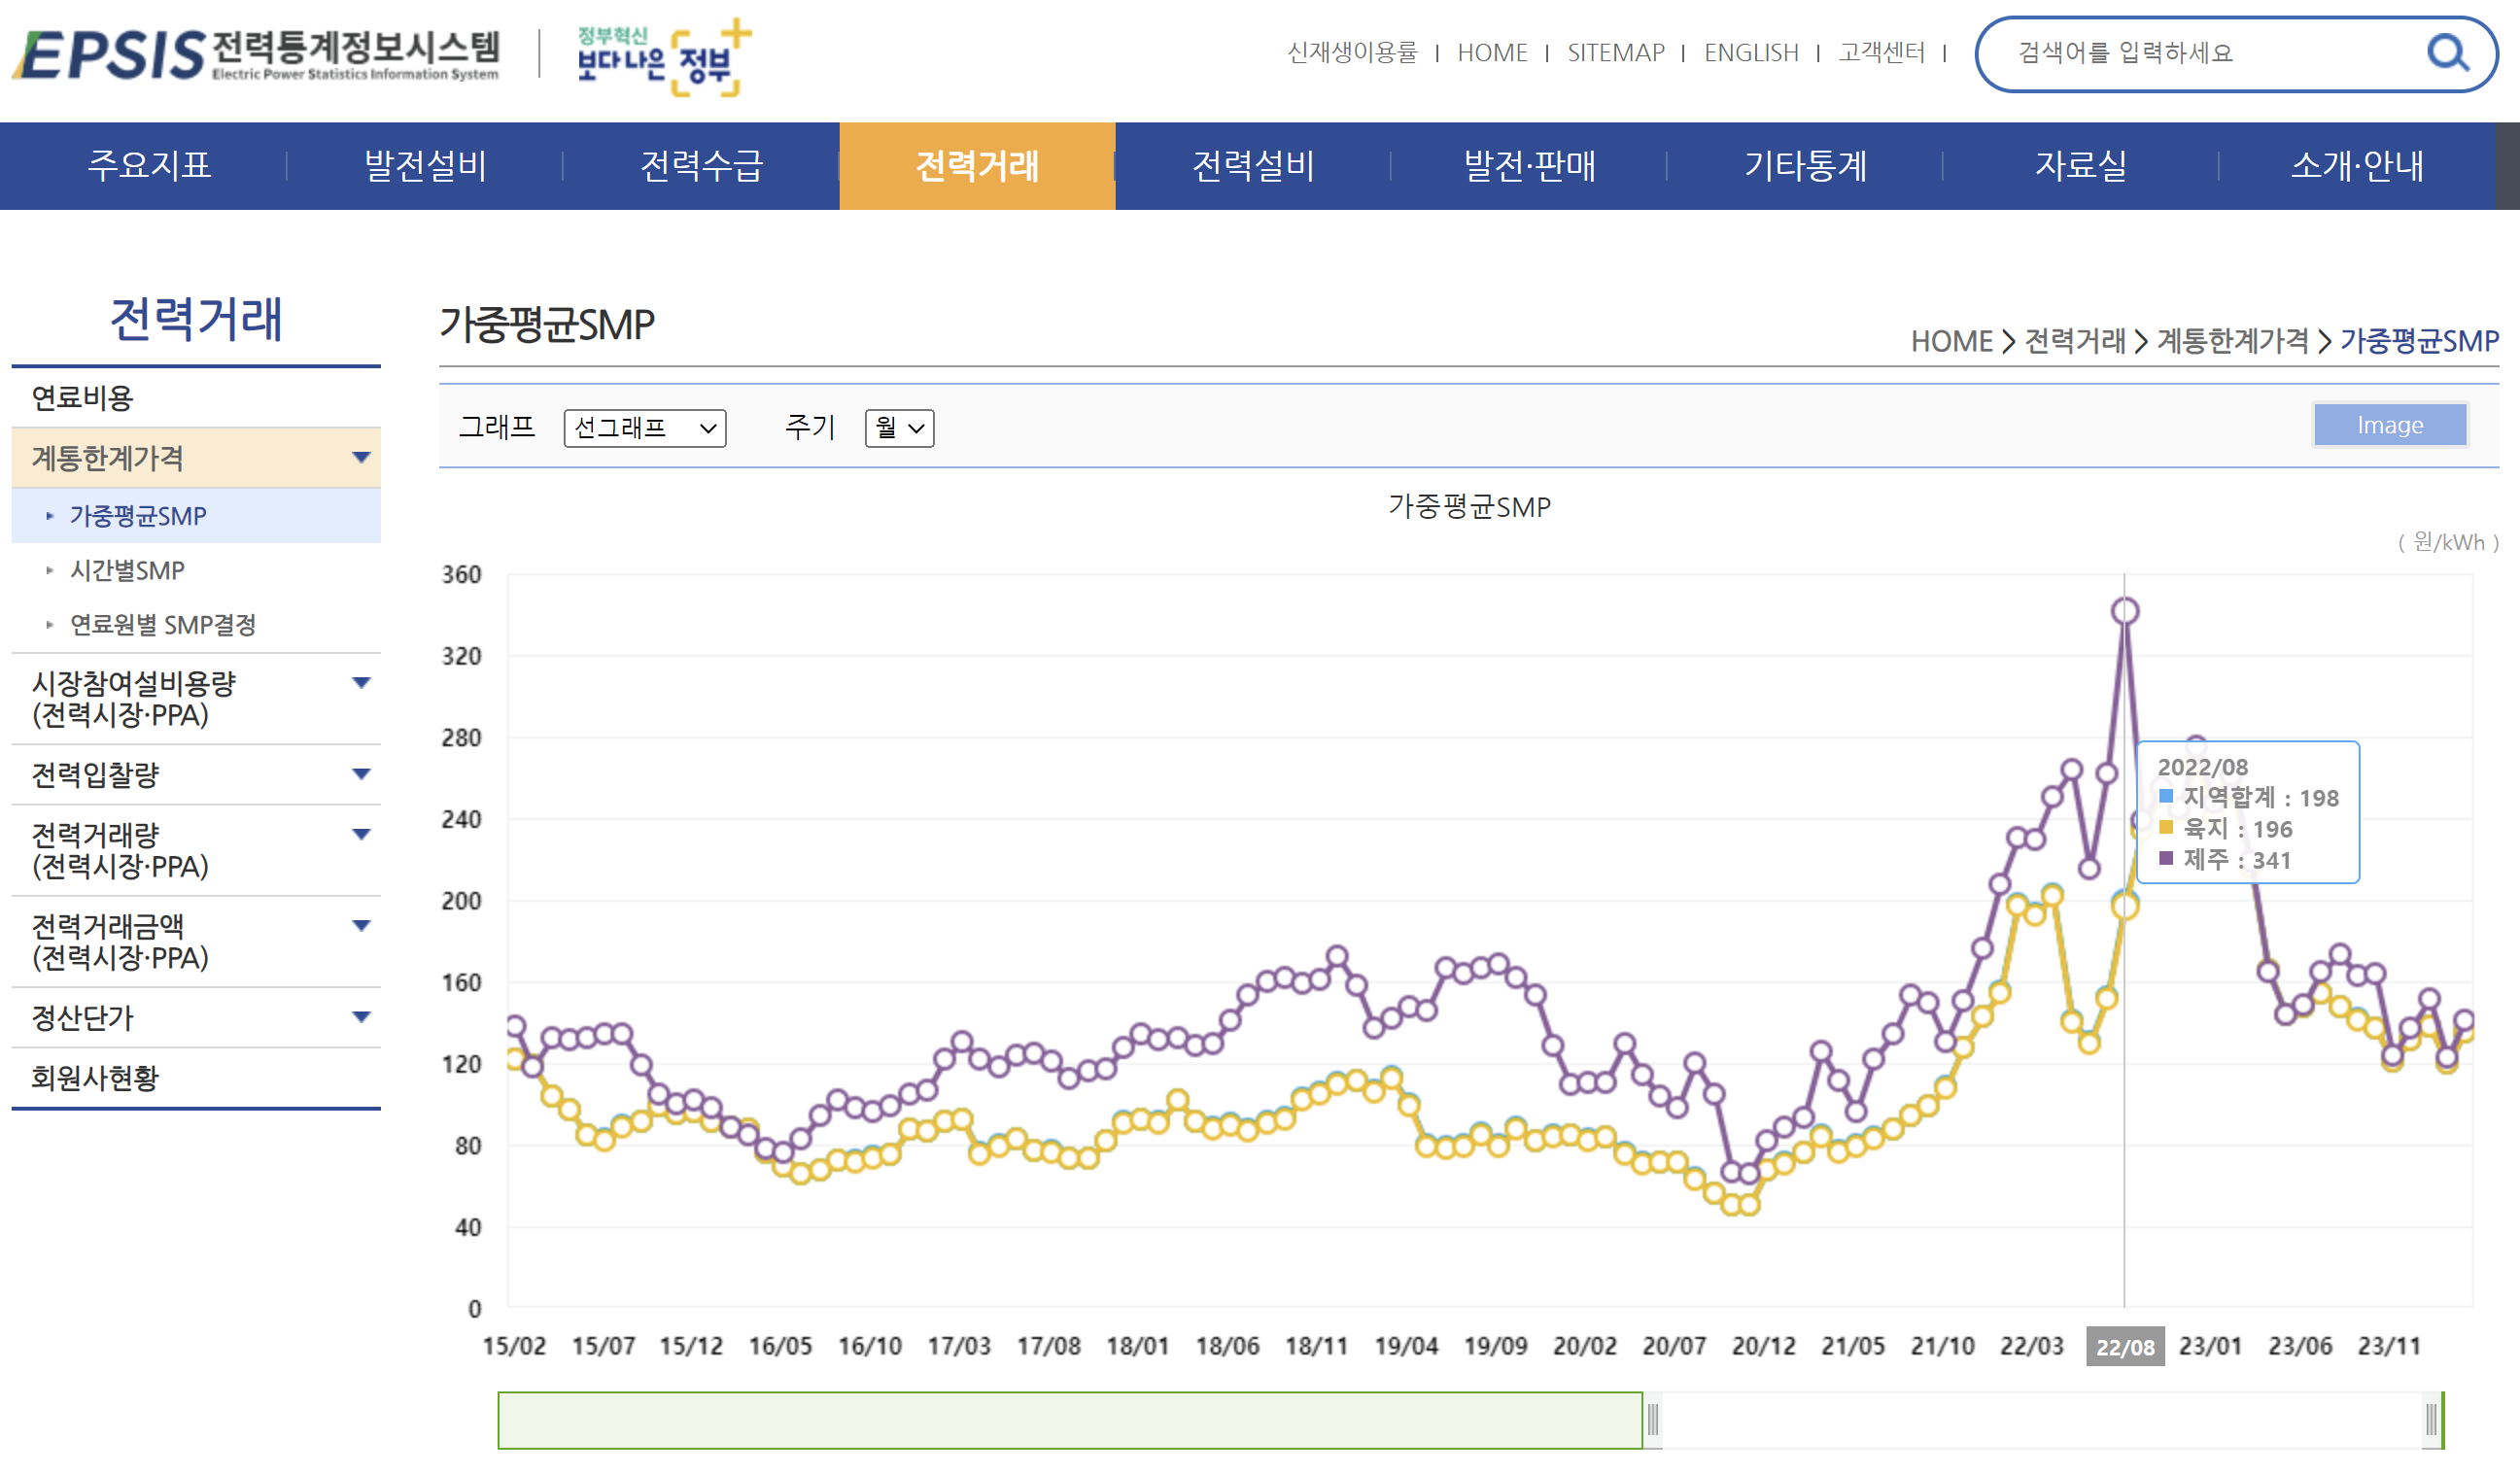 EPSIS 전력통계정보시스템
Electric Power Statistics Information System
정부혁신
보다나은 정부
신재생이용률 | HOME | SITEMAP | ENGLISH | 고객센터 |
검색어를 입력하세요
주요지표 발전설비 전력수급 전력거래 전력설비 발전·판매 기타통계 자료실 소개·안내
전력거래
연료비용
계통한계가격
가중평균SMP
시간별SMP
연료원별 SMP결정
시장참여설비용량
(전력시장·PPA)
전력입찰량
전력거래량
(전력시장·PPA)
전력거래금액
(전력시장·PPA)
정산단가
회원사현황
가중평균SMP
HOME > 전력거래 > 계통한계가격 > 가중평균SMP
그래프 선그래프 주기 월
Image
가중평균SMP
( 원/kWh )
360
320
280
240
200
160
120
80
40
0
2022/08
지역합계 : 198
육지 : 196
제주 : 341
15/02 15/07 15/12 16/05 16/10 17/03 17/08 18/01 18/06 18/11 19/04 19/09 20/02 20/07 20/12 21/05 21/10 22/03 22/08 23/01 23/06 23/11